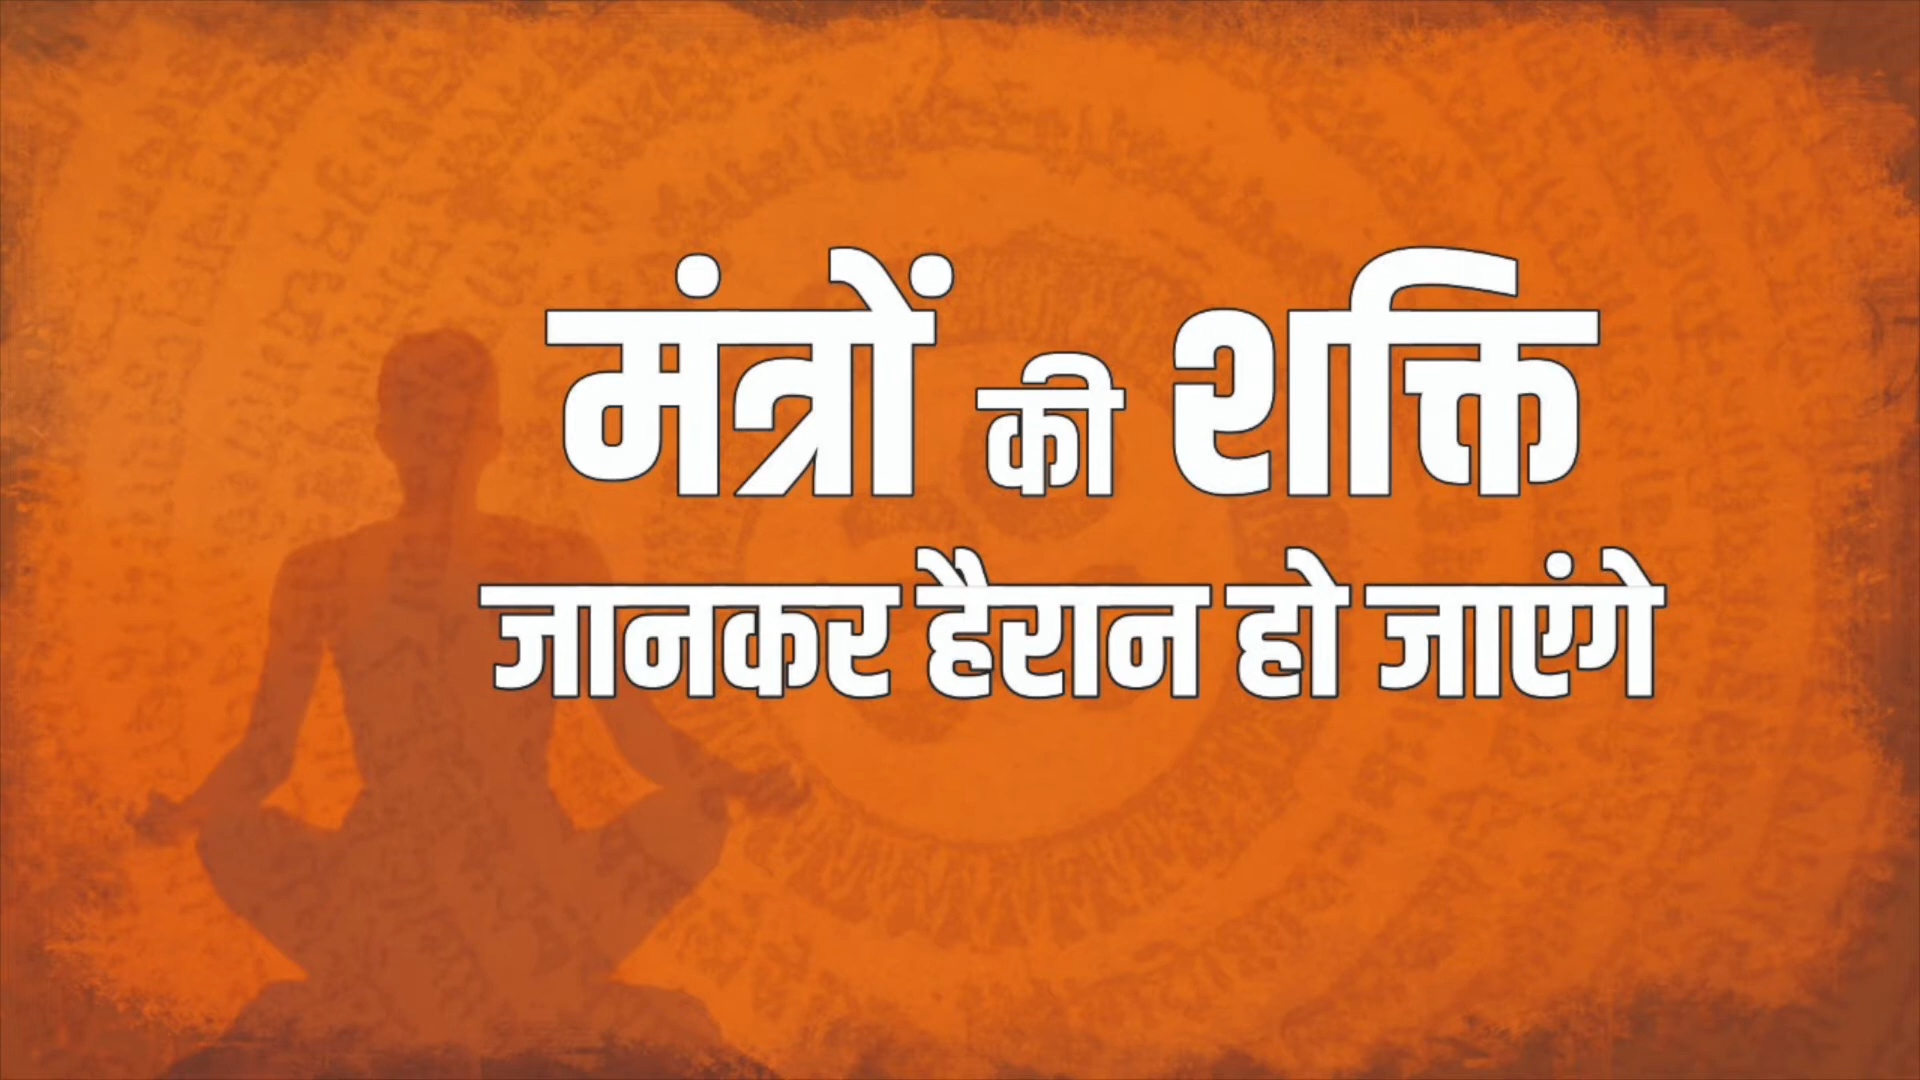 मंत्रों की शक्ति
जानकर हैरान हो जाएंगे